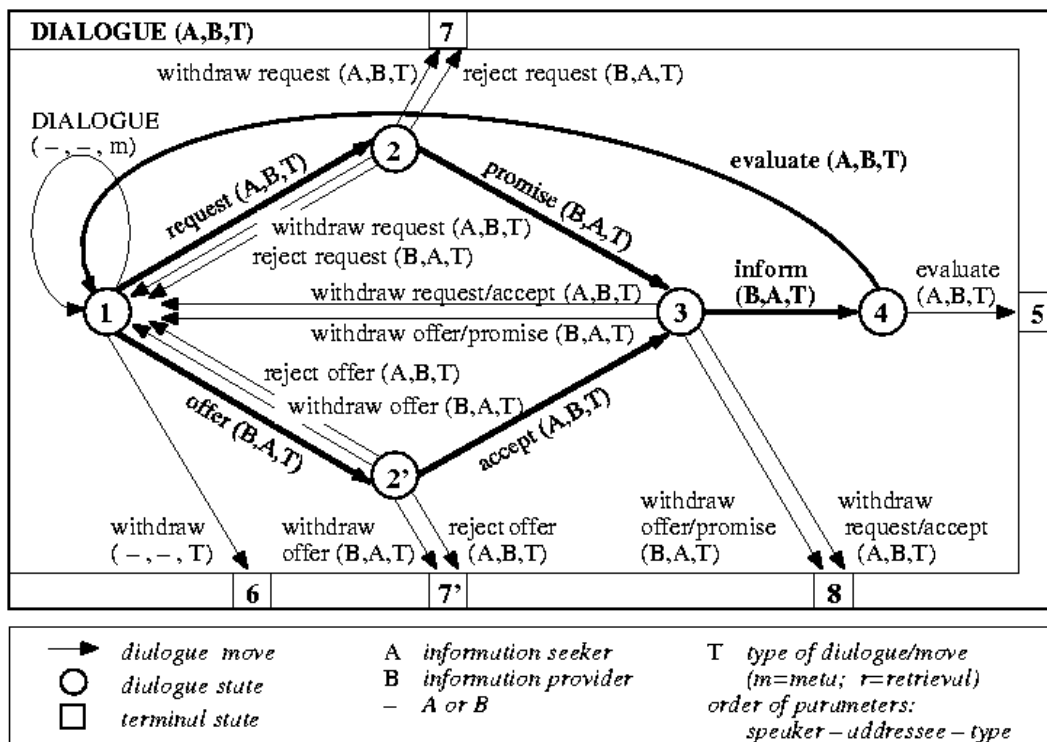 DIALOGUE (A,B,T)
7
withdraw request (A,B,T)
reject request (B,A,T)
DIALOGUE
( – , – , m)
2
evaluate (A,B,T)
request (A,B,T)
promise (B,A,T)
withdraw request (A,B,T)
reject request (B,A,T)
withdraw request/accept (A,B,T)
inform
(B,A,T)
evaluate
(A,B,T)
1
3
4
5
withdraw offer/promise (B,A,T)
reject offer (A,B,T)
withdraw offer (B,A,T)
offer (B,A,T)
accept (A,B,T)
2'
withdraw
( – , – , T)
withdraw
offer (B,A,T)
reject offer
(A,B,T)
withdraw
offer/promise
(B,A,T)
withdraw
request/accept
(A,B,T)
6
7'
8
dialogue move
A information seeker
T type of dialogue/move
dialogue state
B information provider
(m=meta; r=retrieval)
– A or B
order of parameters:
terminal state
speaker – addressee – type